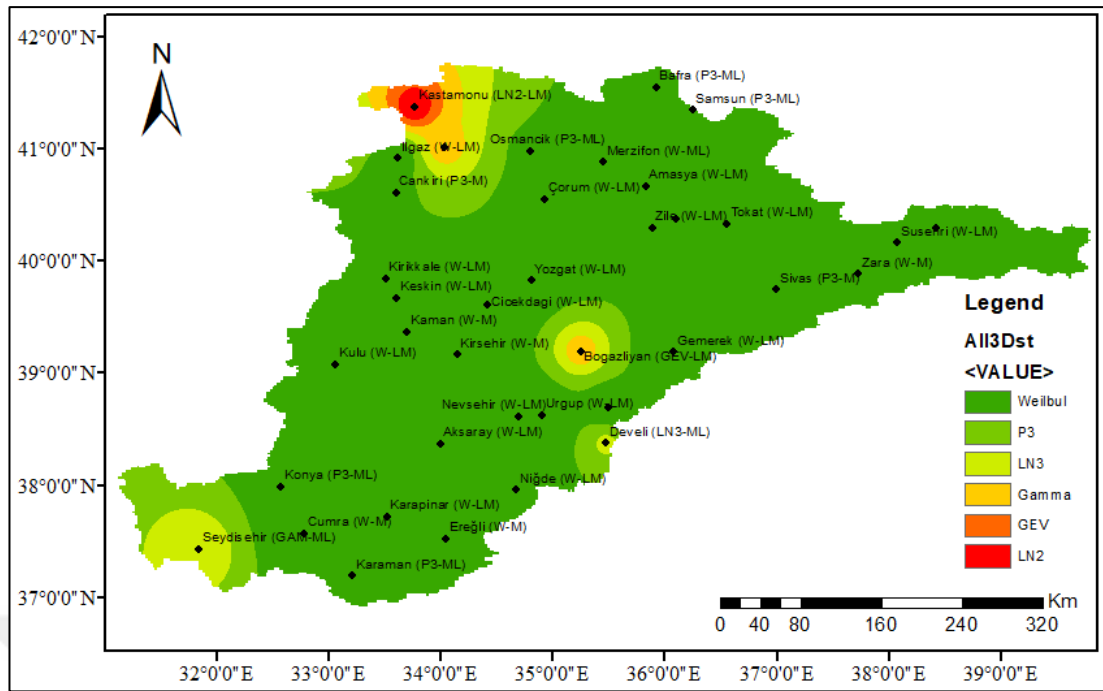 42°0'0"N
N
Bafra (P3-ML)
Kastamonu (LN2-LM)
Samsun (P3-ML)
41°0'0"N
Ilgaz (W-LM)
Osmancik (P3-ML)
Merzifon (W-ML)
Cankiri (P3-M)
Çorum (W-LM)
Amasya (W-LM)
Zile (W-LM)
Tokat (W-LM)
Susehri (W-LM)
40°0'0"N
Kirikkale (W-LM)
Yozgat (W-LM)
Sivas (P3-M)
Zara (W-M)
Keskin (W-LM)
Cicekdagi (W-LM)
Kaman (W-M)
Kirsehir (W-M)
Gemerek (W-LM)
Kulu (W-LM)
Bogazliyan (GEV-LM)
39°0'0"N
Nevsehir (W-LM)
Urgup (W-LM)
Aksaray (W-LM)
Develi (LN3-ML)
38°0'0"N
Konya (P3-ML)
Niğde (W-LM)
Karapinar (W-LM)
Cumra (W-M)
Ereğli (W-M)
Seydisehir (GAM-ML)
Karaman (P3-ML)
37°0'0"N
Legend
All3Dst
<VALUE>
Weilbul
P3
LN3
Gamma
GEV
LN2
Km
0 40 80 160 240 320
32°0'0"E 33°0'0"E 34°0'0"E 35°0'0"E 36°0'0"E 37°0'0"E 38°0'0"E 39°0'0"E